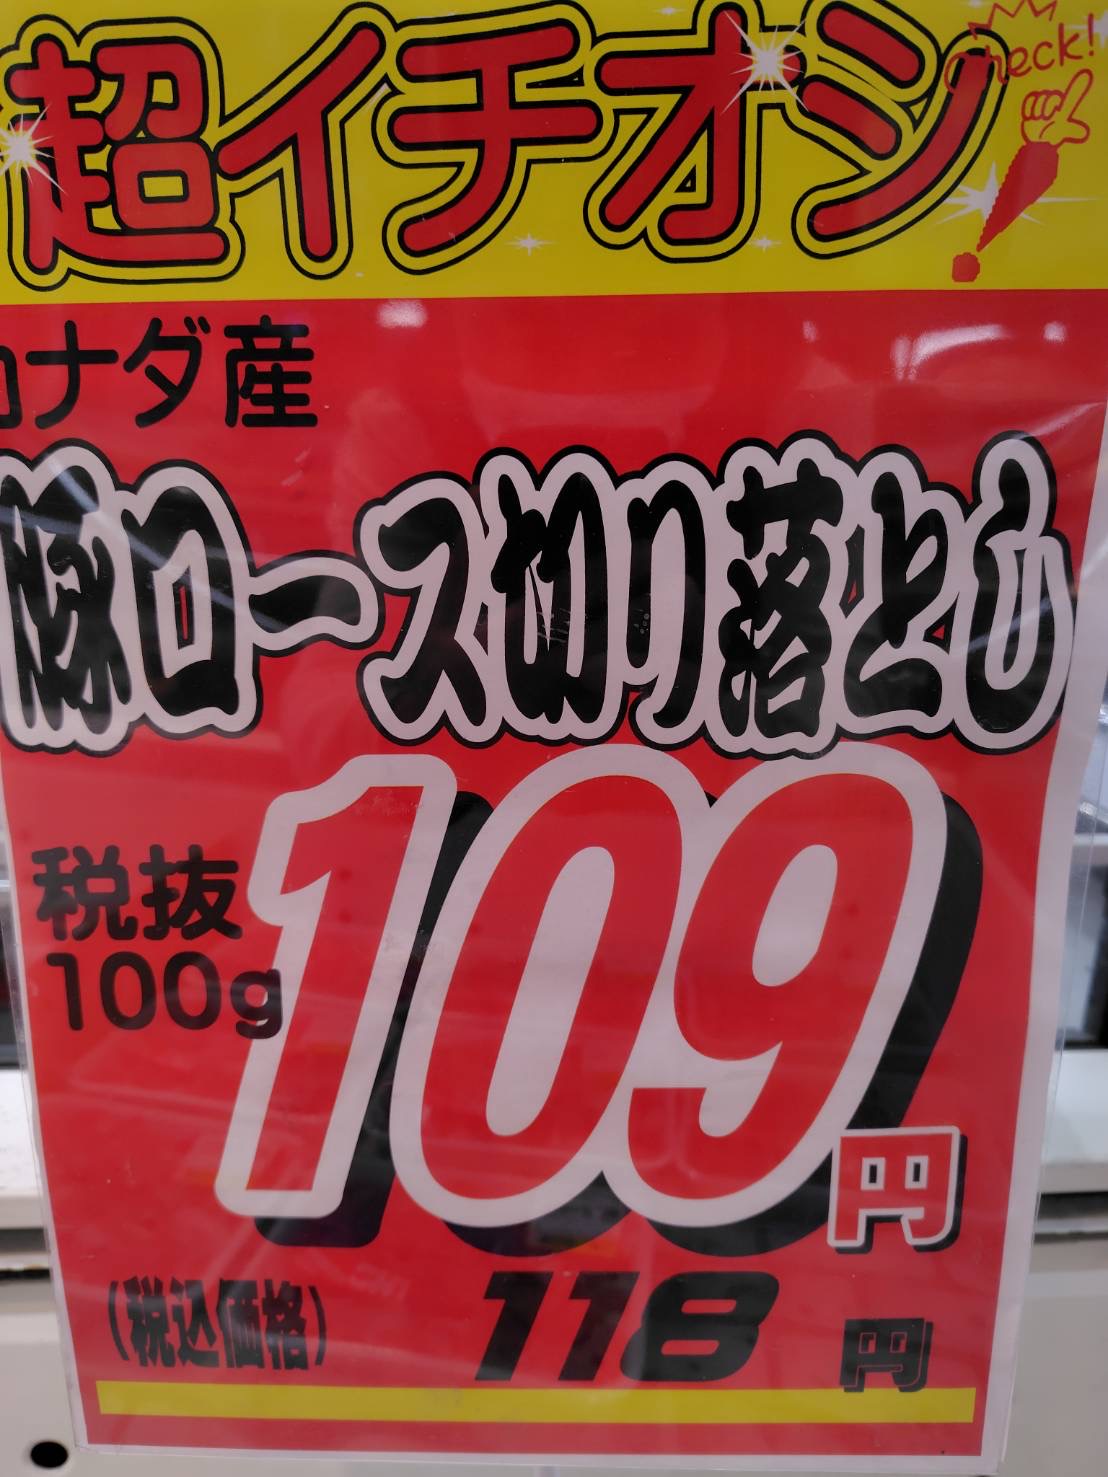 超イチオシ
Check!
カナダ産
豚ロース切り落とし
税抜
100g
109円
(税込価格) 118円